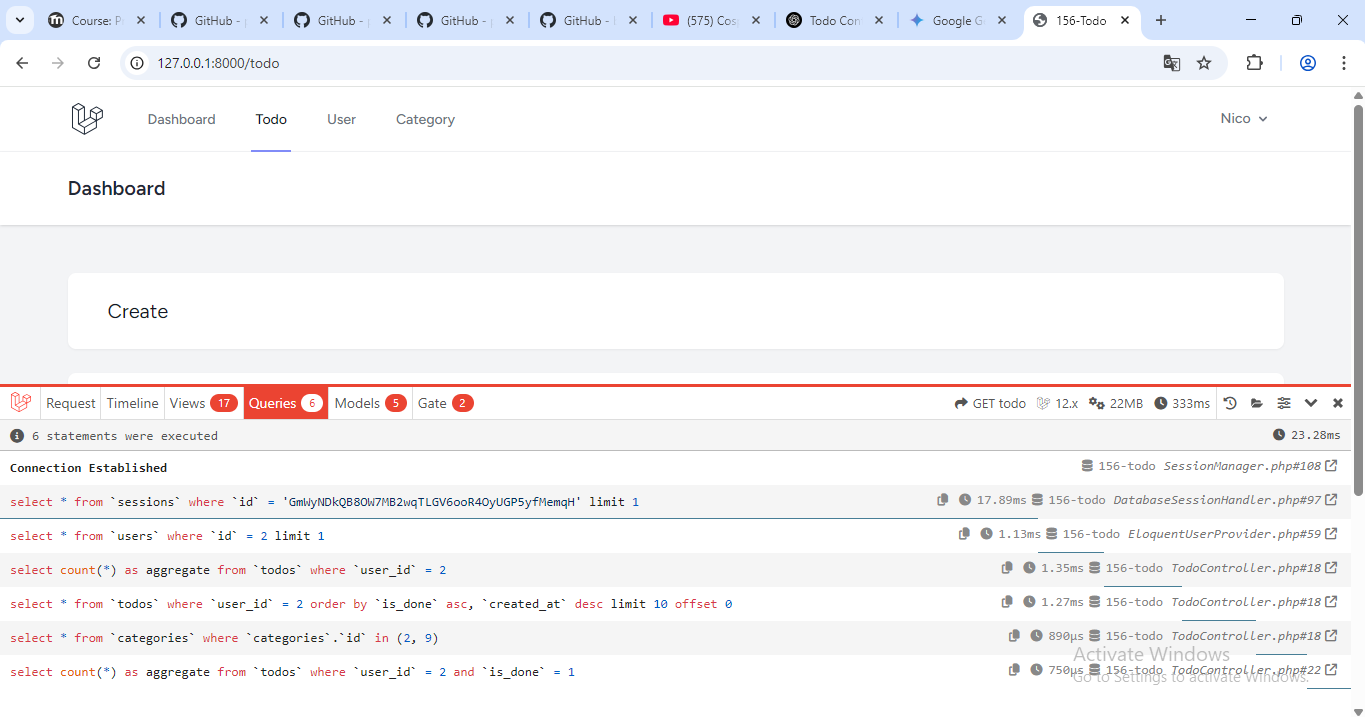 Course: P
GitHub -
GitHub -
GitHub -
GitHub -
(575) Cos
Todo Con
Google G
156-Todo
127.0.0.1:8000/todo
Dashboard Todo User Category Nico
Dashboard
Create
Request Timeline Views 17 Queries 6 Models 5 Gate 2 GET todo 12.x 22MB 333ms
6 statements were executed 23.28ms
Connection Established 156-todo SessionManager.php#108
select * from `sessions` where `id` = 'GmWyNDkQB8OW7MB2wqTLGV6ooR4OyUGP5yfMemqH' limit 1 17.89ms 156-todo DatabaseSessionHandler.php#97
select * from `users` where `id` = 2 limit 1 1.13ms 156-todo EloquentUserProvider.php#59
select count(*) as aggregate from `todos` where `user_id` = 2 1.35ms 156-todo TodoController.php#18
select * from `todos` where `user_id` = 2 order by `is_done` asc, `created_at` desc limit 10 offset 0 1.27ms 156-todo TodoController.php#18
select * from `categories` where `categories`.`id` in (2, 9) 890μs 156-todo TodoController.php#18
Activate Windows
select count(*) as aggregate from `todos` where `user_id` = 2 and `is_done` = 1 750μs 156-todo TodoController.php#22
Go to Settings to activate Windows.